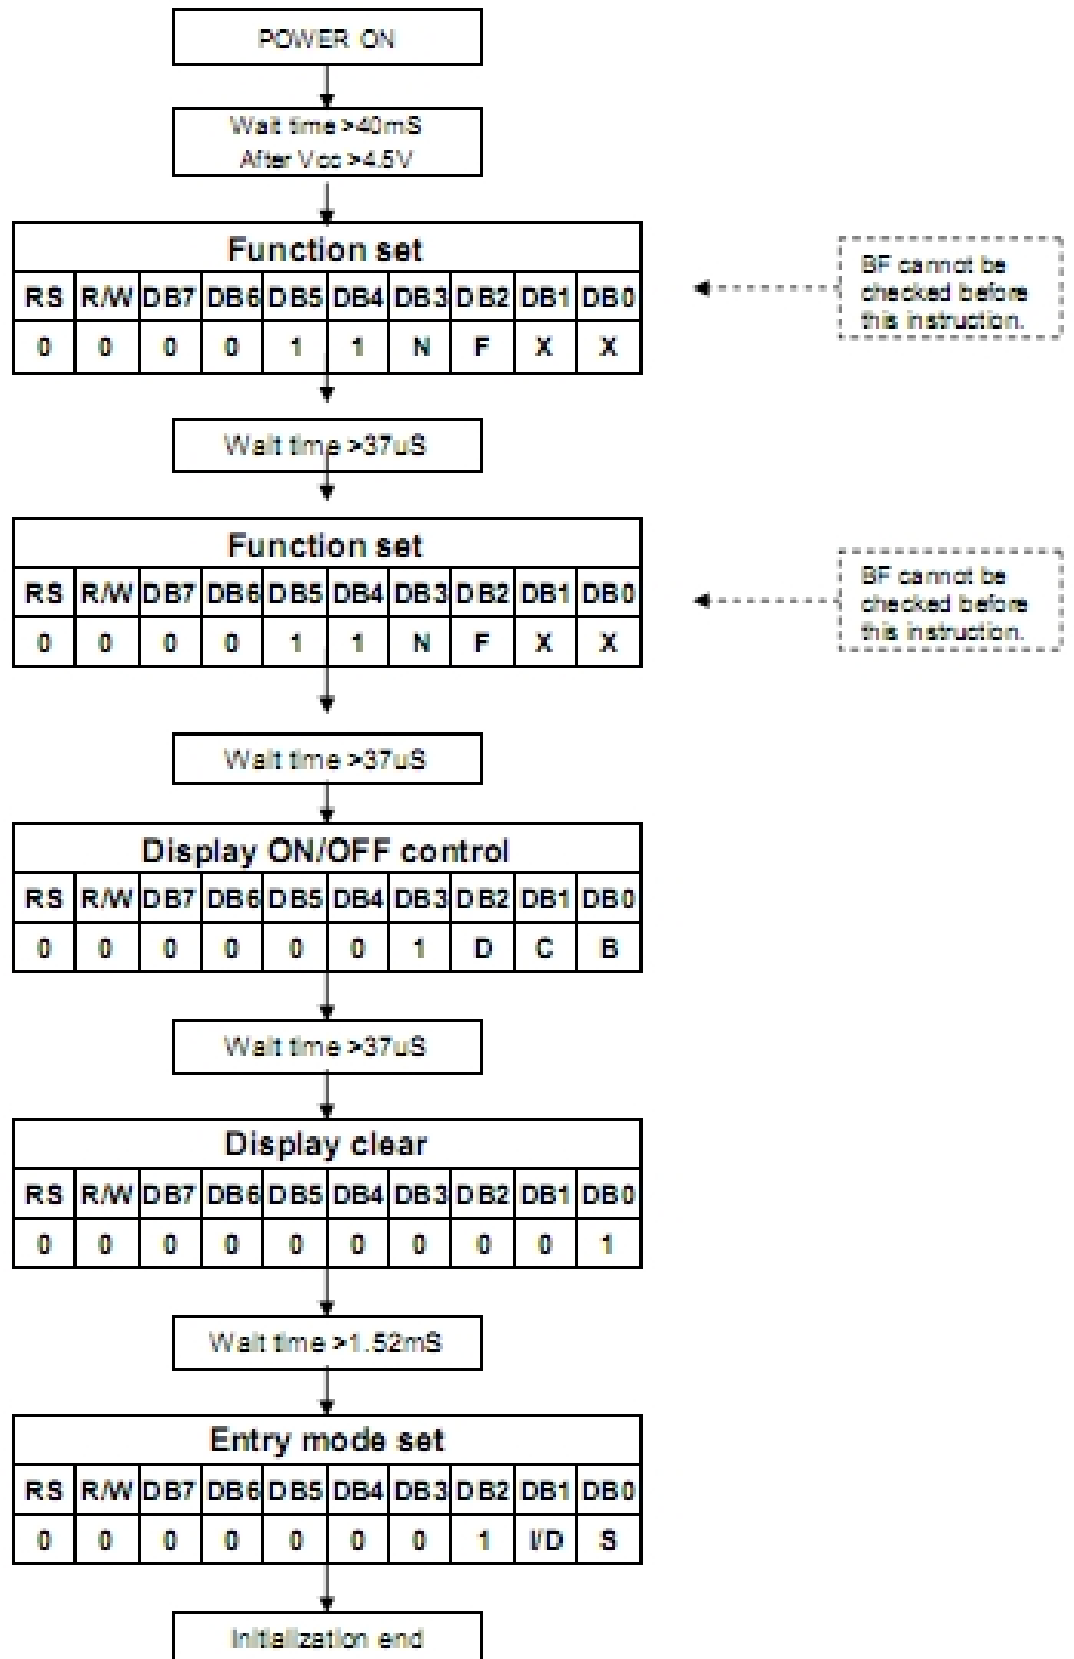 POWER ON
Wait time >40mS
After Vcc >4.5V
Function set
RS R/W DB7 DB6 DB5 DB4 DB3 DB2 DB1 DB0
0 0 0 0 1 1 N F X X
BF cannot be
checked before
this instruction.
Wait time >37uS
Function set
RS R/W DB7 DB6 DB5 DB4 DB3 DB2 DB1 DB0
0 0 0 0 1 1 N F X X
BF cannot be
checked before
this instruction.
Wait time >37uS
Display ON/OFF control
RS R/W DB7 DB6 DB5 DB4 DB3 DB2 DB1 DB0
0 0 0 0 0 0 1 D C B
Wait time >37uS
Display clear
RS R/W DB7 DB6 DB5 DB4 DB3 DB2 DB1 DB0
0 0 0 0 0 0 0 0 0 1
Wait time >1.52mS
Entry mode set
RS R/W DB7 DB6 DB5 DB4 DB3 DB2 DB1 DB0
0 0 0 0 0 0 0 1 I/D S
Initialization end